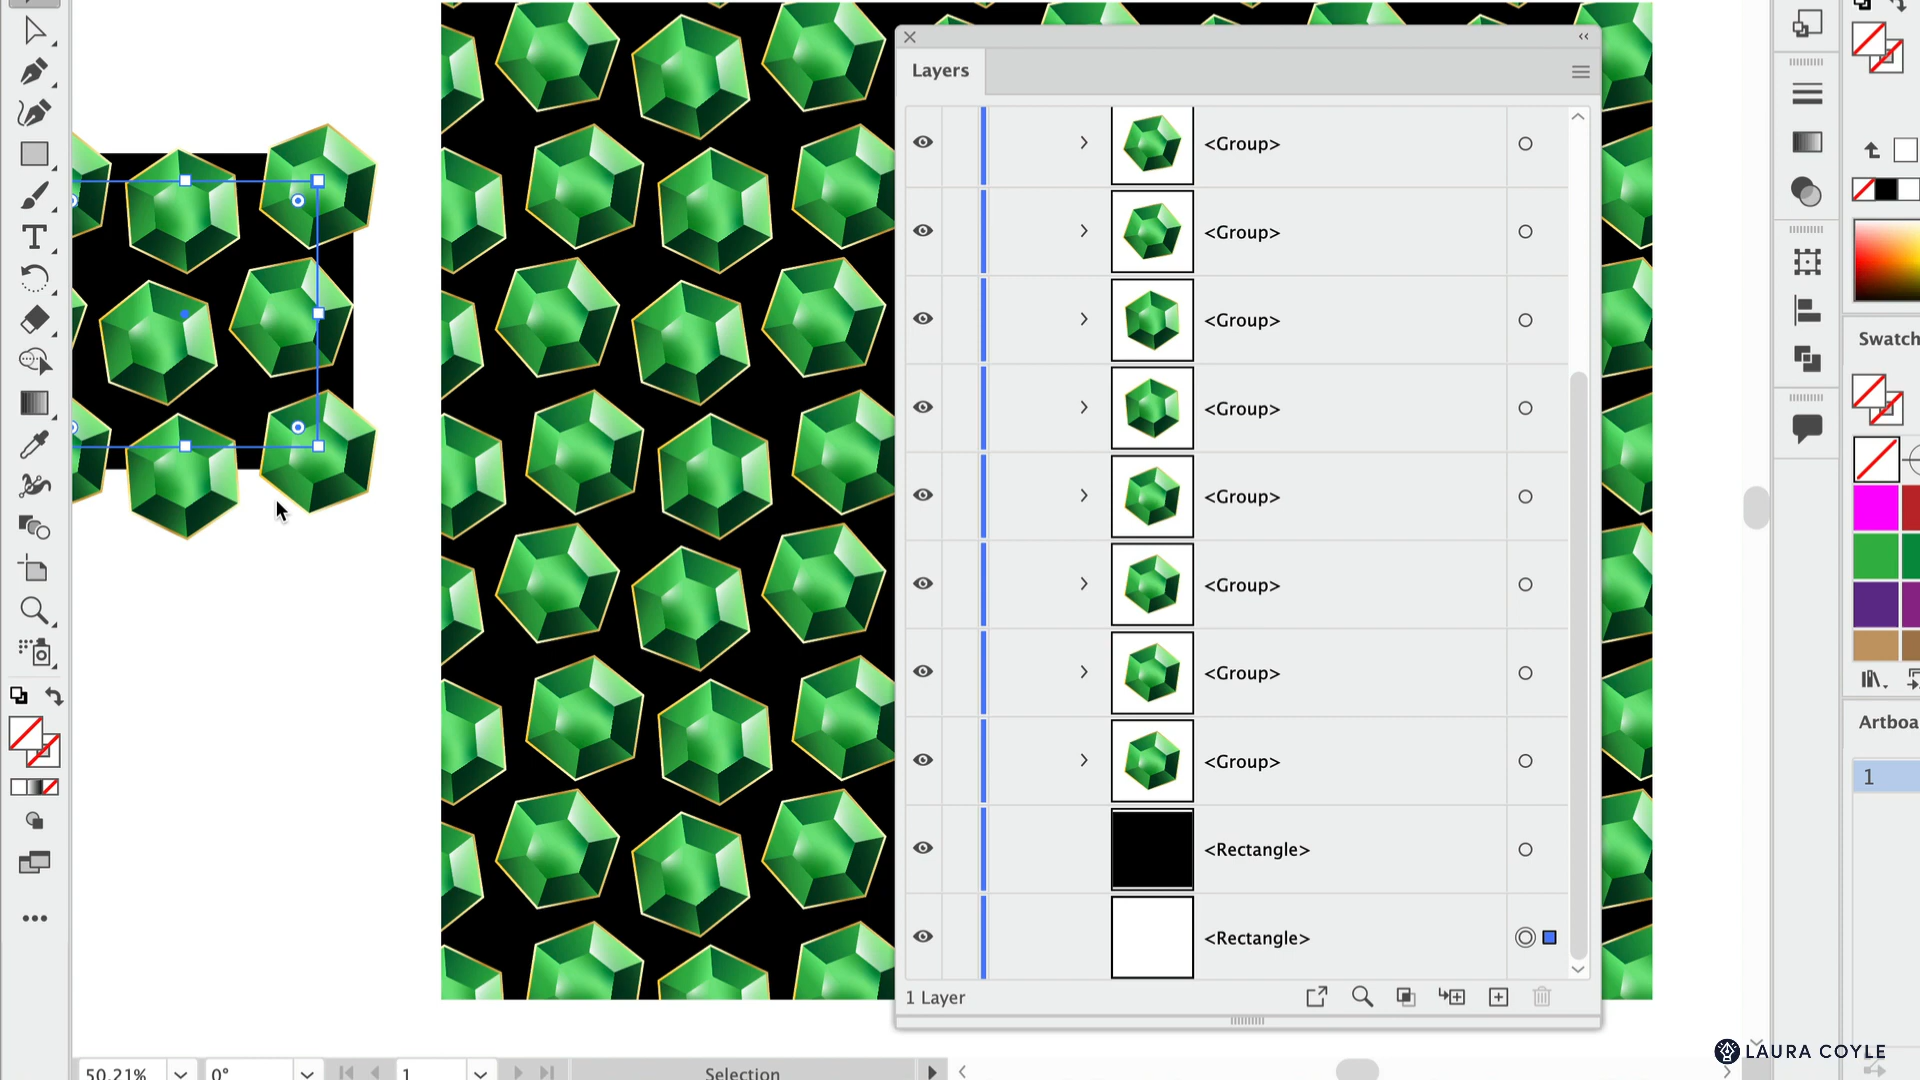 Layers
<Group>
<Group>
<Group>
<Group>
<Group>
<Group>
<Group>
<Group>
<Rectangle>
<Rectangle>
1 Layer
Swatch
Artboa
1
50.21%
0°
1
Selection
LAURA COYLE